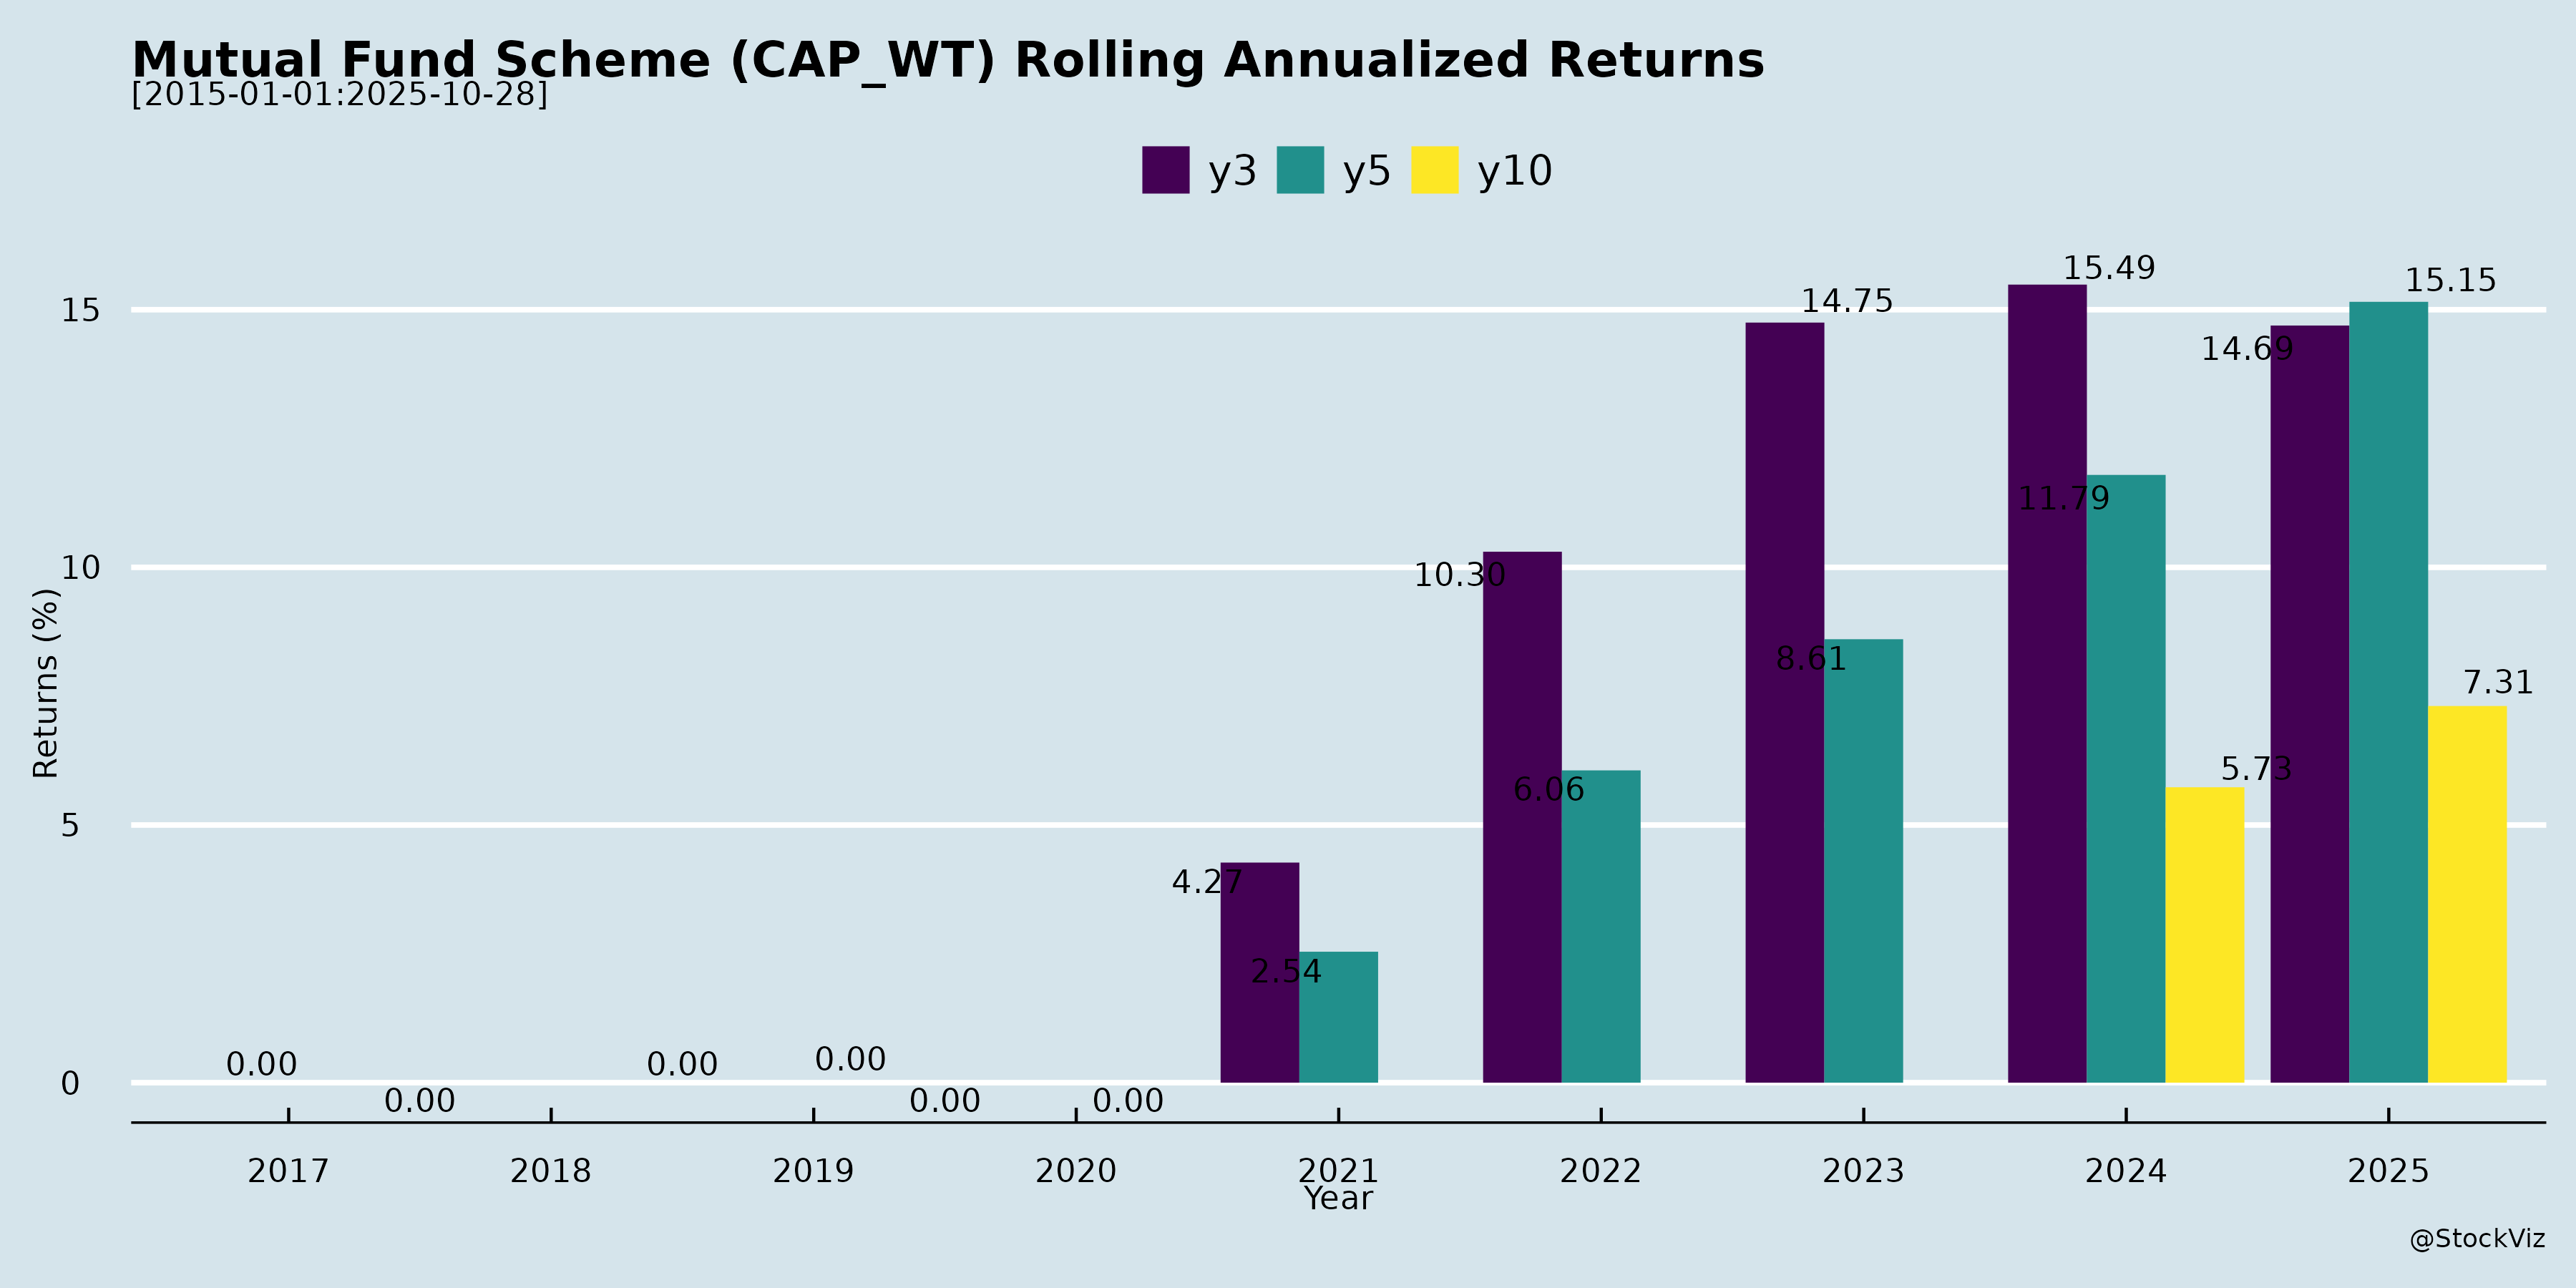 Mutual Fund Scheme (CAP_WT) Rolling Annualized Returns
[2015-01-01:2025-10-28]
y3 y5 y10
15.49
15.15
14.75
15
14.69
11.79
10.30
10
8.61
7.31
6.06
5.73
5
4.27
2.54
0.00 0.00 0.00
0
0.00 0.00 0.00
Returns (%)
2017 2018 2019 2020 2021 2022 2023 2024 2025
Year
@StockViz